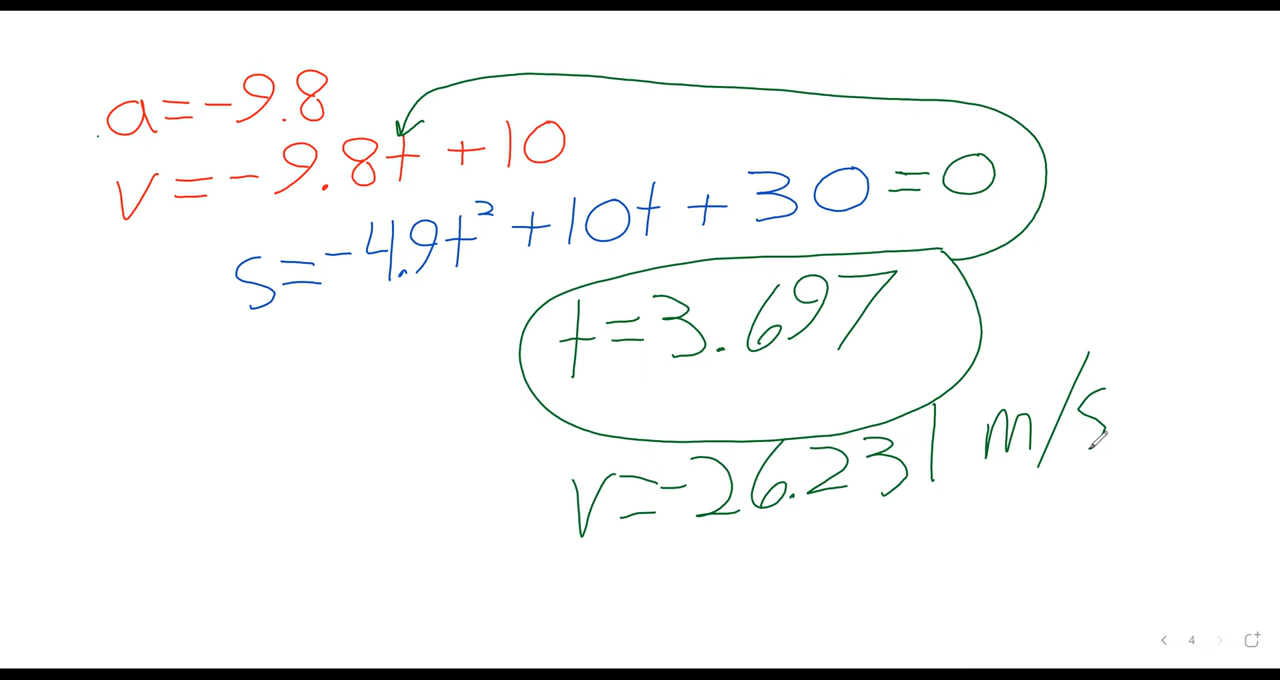 a = -9.8
v = -9.8t + 10
s = -4.9t² + 10t + 30 = 0
t = 3.697
v = -26.231 m/s
4